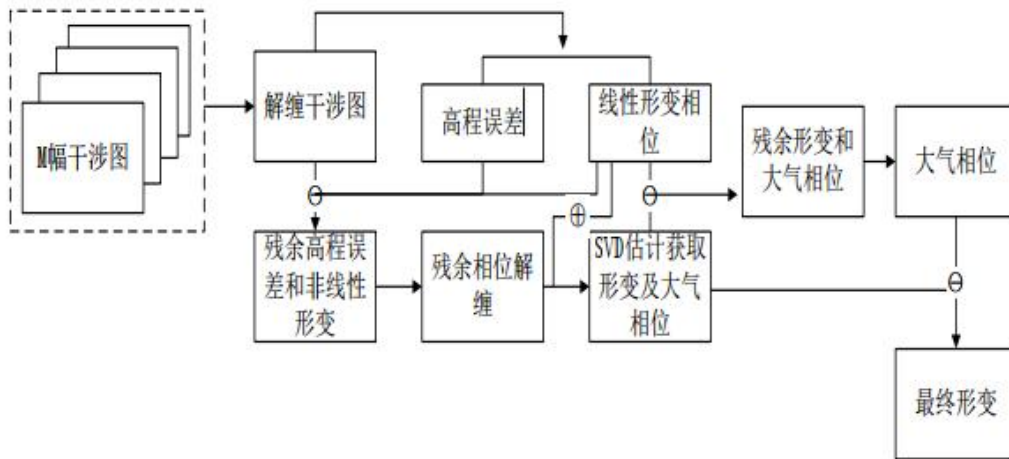 M幅干涉图
解缠干涉图
高程误差
线性形变相
位
残余形变和
大气相位
大气相位
残余高程误
差和非线性
形变
残余相位解
缠
SVD估计获取
形变及大气
相位
最终形变